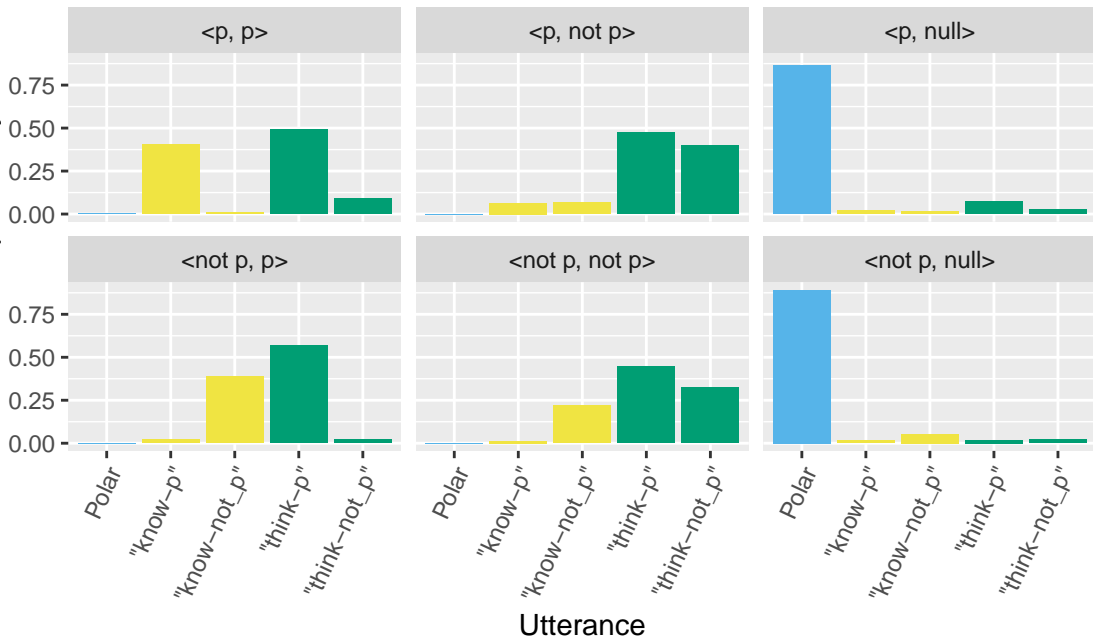 <p, p>
<p, not p>
<p, null>
0.75
0.50
0.25
0.00
<not p, p>
<not p, not p>
<not p, null>
0.75
0.50
0.25
0.00
Polar
"know−p"
"know−not_p"
"think−p"
"think−not_p"
Polar
"know−p"
"know−not_p"
"think−p"
"think−not_p"
Polar
"know−p"
"know−not_p"
"think−p"
"think−not_p"
Utterance